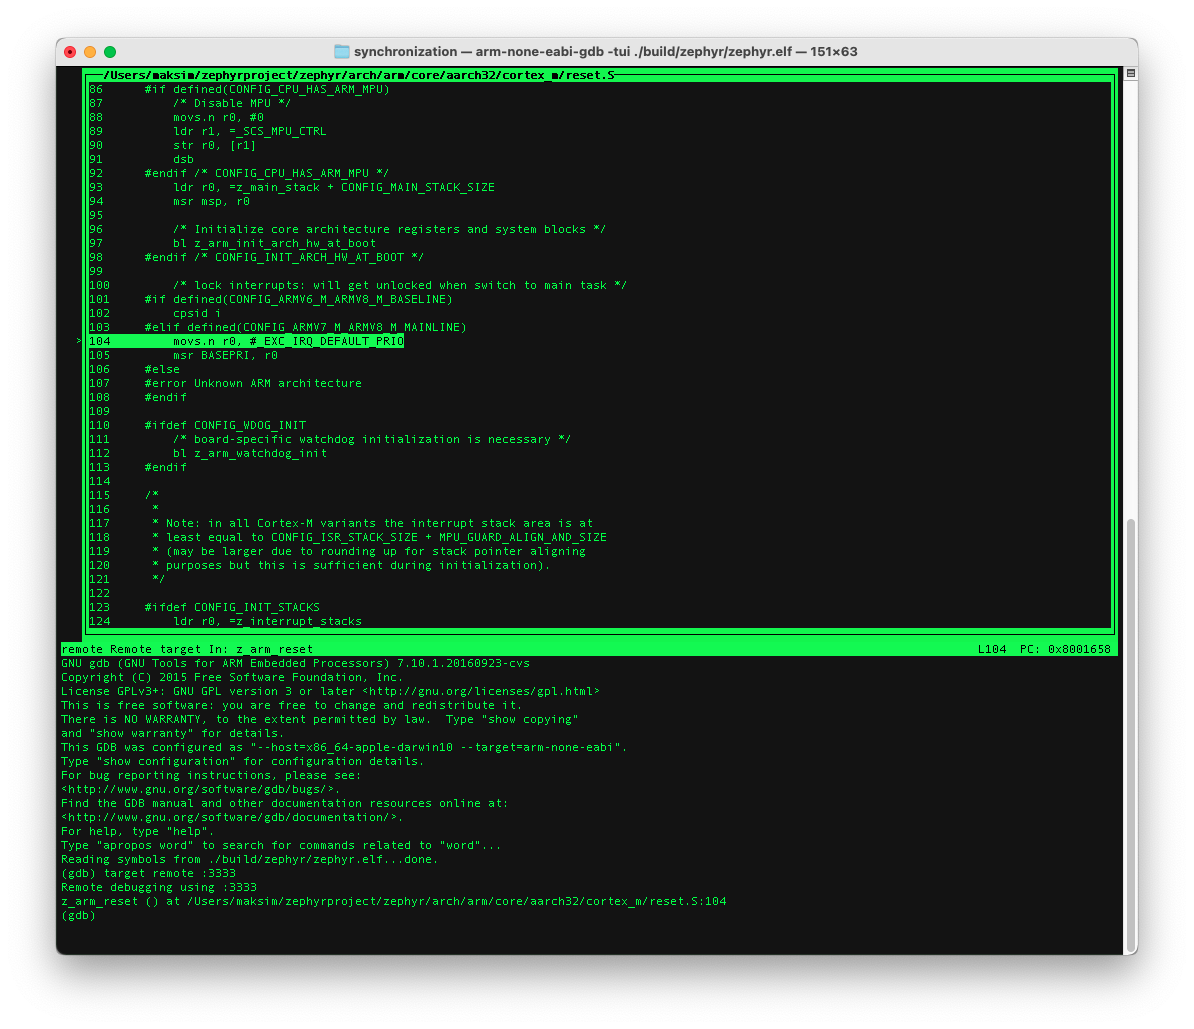 synchronization — arm-none-eabi-gdb -tui ./build/zephyr/zephyr.elf — 151×63
/Users/maksim/zephyrproject/zephyr/arch/arm/core/aarch32/cortex_m/reset.S
86      #if defined(CONFIG_CPU_HAS_ARM_MPU)
87          /* Disable MPU */
88          movs.n r0, #0
89          ldr r1, =_SCS_MPU_CTRL
90          str r0, [r1]
91          dsb
92      #endif /* CONFIG_CPU_HAS_ARM_MPU */
93          ldr r0, =z_main_stack + CONFIG_MAIN_STACK_SIZE
94          msr msp, r0
95
96          /* Initialize core architecture registers and system blocks */
97          bl z_arm_init_arch_hw_at_boot
98      #endif /* CONFIG_INIT_ARCH_HW_AT_BOOT */
99
100         /* lock interrupts: will get unlocked when switch to main task */
101     #if defined(CONFIG_ARMV6_M_ARMV8_M_BASELINE)
102         cpsid i
103     #elif defined(CONFIG_ARMV7_M_ARMV8_M_MAINLINE)
>104         movs.n r0, #_EXC_IRQ_DEFAULT_PRIO
105         msr BASEPRI, r0
106     #else
107     #error Unknown ARM architecture
108     #endif
109
110     #ifdef CONFIG_WDOG_INIT
111         /* board-specific watchdog initialization is necessary */
112         bl z_arm_watchdog_init
113     #endif
114
115     /*
116      *
117      * Note: in all Cortex-M variants the interrupt stack area is at
118      * least equal to CONFIG_ISR_STACK_SIZE + MPU_GUARD_ALIGN_AND_SIZE
119      * (may be larger due to rounding up for stack pointer aligning
120      * purposes but this is sufficient during initialization).
121      */
122
123     #ifdef CONFIG_INIT_STACKS
124         ldr r0, =z_interrupt_stacks
remote Remote target In: z_arm_reset L104 PC: 0x8001658
GNU gdb (GNU Tools for ARM Embedded Processors) 7.10.1.20160923-cvs
Copyright (C) 2015 Free Software Foundation, Inc.
License GPLv3+: GNU GPL version 3 or later <http://gnu.org/licenses/gpl.html>
This is free software: you are free to change and redistribute it.
There is NO WARRANTY, to the extent permitted by law.  Type "show copying"
and "show warranty" for details.
This GDB was configured as "--host=x86_64-apple-darwin10 --target=arm-none-eabi".
Type "show configuration" for configuration details.
For bug reporting instructions, please see:
<http://www.gnu.org/software/gdb/bugs/>.
Find the GDB manual and other documentation resources online at:
<http://www.gnu.org/software/gdb/documentation/>.
For help, type "help".
Type "apropos word" to search for commands related to "word"...
Reading symbols from ./build/zephyr/zephyr.elf...done.
(gdb) target remote :3333
Remote debugging using :3333
z_arm_reset () at /Users/maksim/zephyrproject/zephyr/arch/arm/core/aarch32/cortex_m/reset.S:104
(gdb)